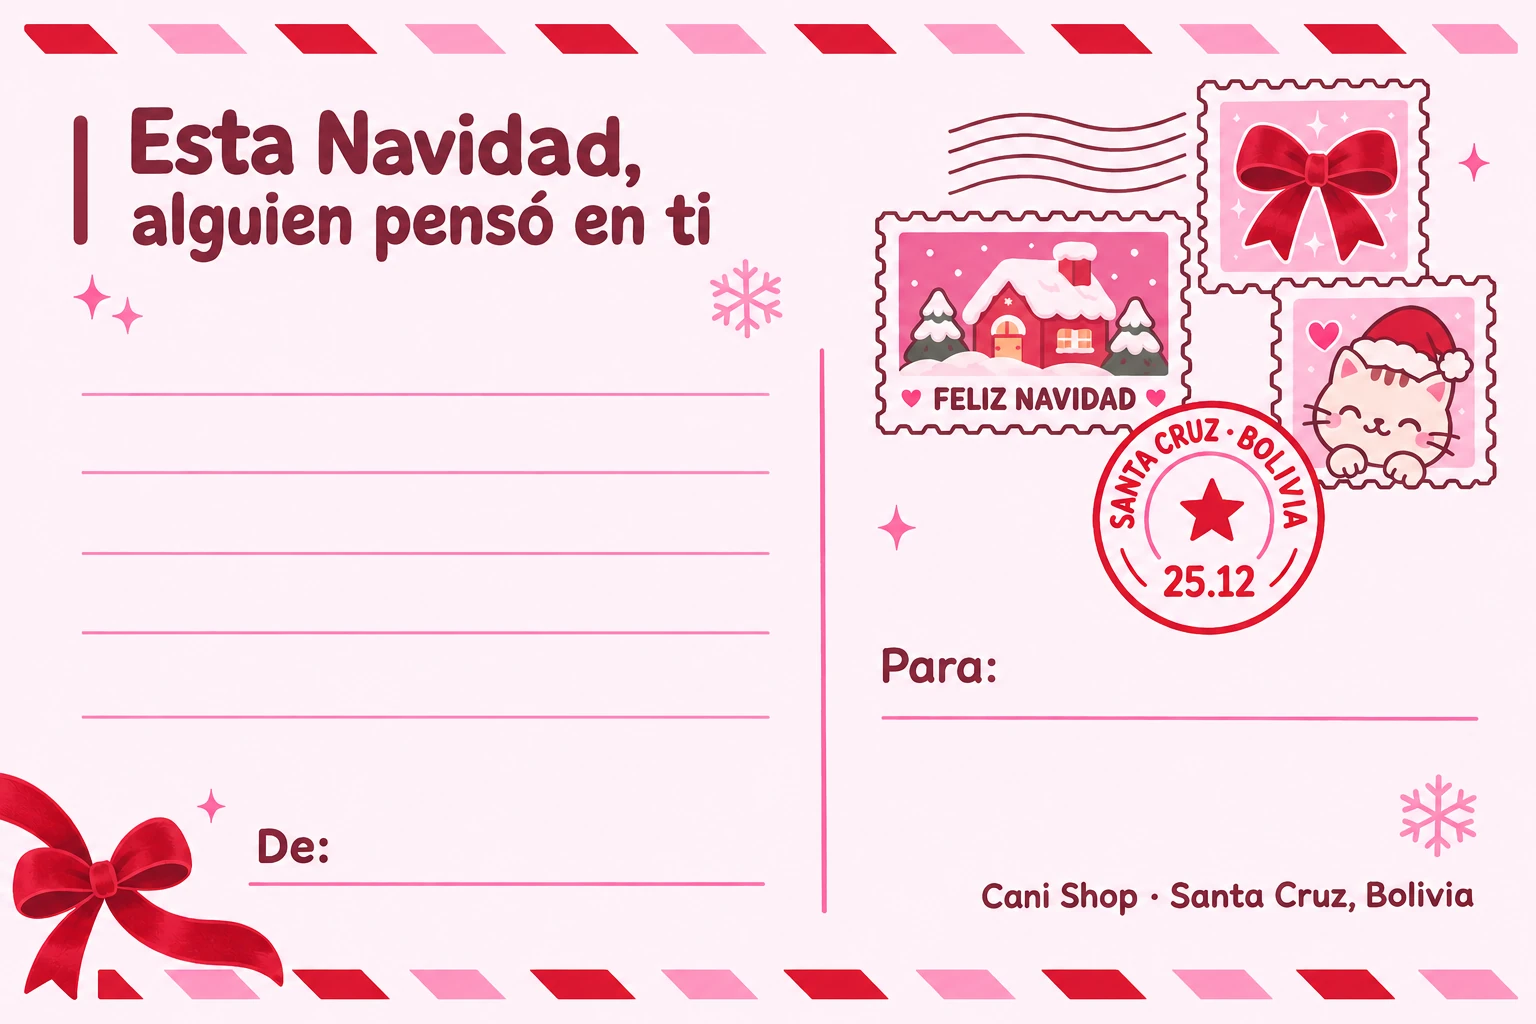 Esta Navidad,
alguien pensó en ti
FELIZ NAVIDAD
SANTA CRUZ · BOLIVIA
25.12
Para:
De:
Cani Shop · Santa Cruz, Bolivia